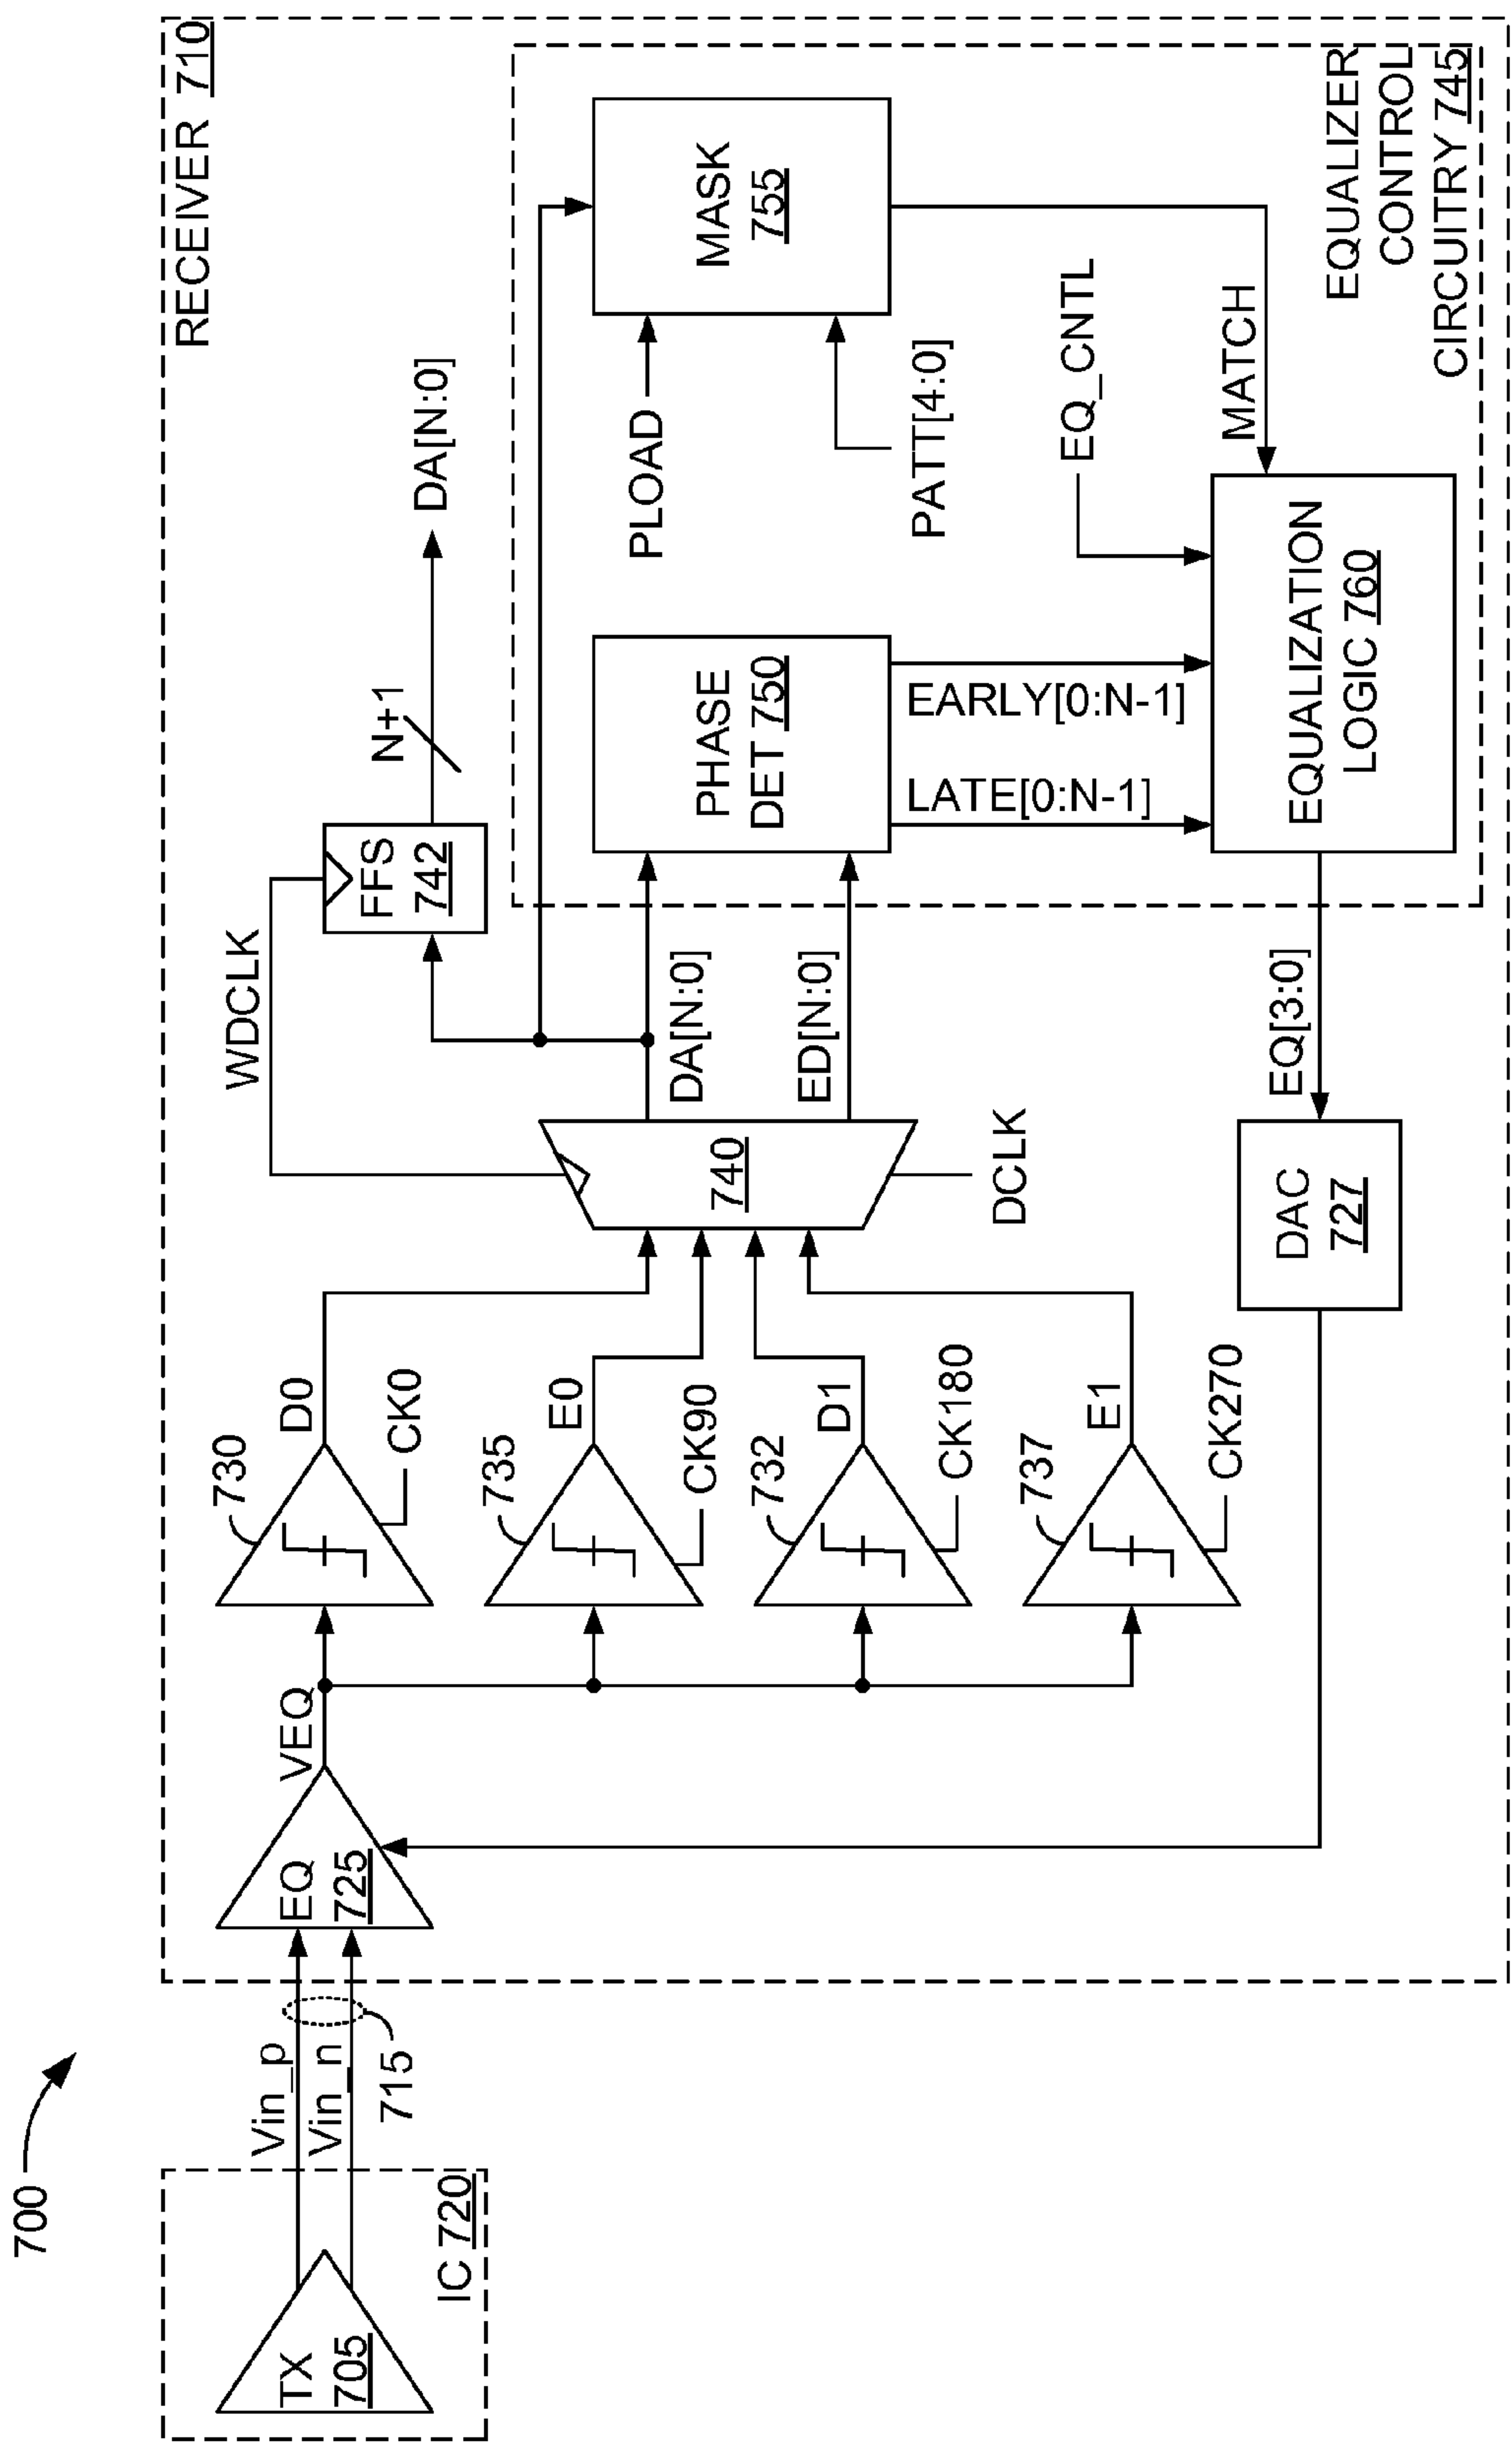 700
TX
705
IC 720
Vin_p
Vin_n
715
RECEIVER 710
EQ
725
VEQ
730
D0
CK0
735
E0
CK90
732
D1
CK180
737
E1
CK270
WDCLK
740
DCLK
FFS
742
N+1
DA[N:0]
DA[N:0]
ED[N:0]
PHASE
DET 750
PLOAD
PATT[4:0]
MASK
755
LATE[0:N-1]
EARLY[0:N-1]
EQ_CNTL
MATCH
EQUALIZATION
LOGIC 760
EQ[3:0]
DAC
727
EQUALIZER
CONTROL
CIRCUITRY 745